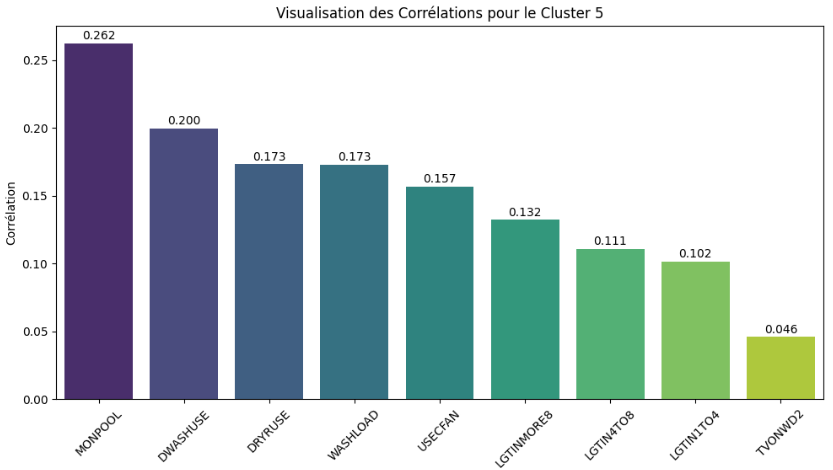 Visualisation des Corrélations pour le Cluster 5
Corrélation
0.25
0.20
0.15
0.10
0.05
0.00
0.262
0.200
0.173
0.173
0.157
0.132
0.111
0.102
0.046
MONPOOL
DWASHUSE
DRYRUSE
WASHLOAD
USECFAN
LGTINMORE8
LGTIN4TO8
LGTIN1TO4
TVONWD2